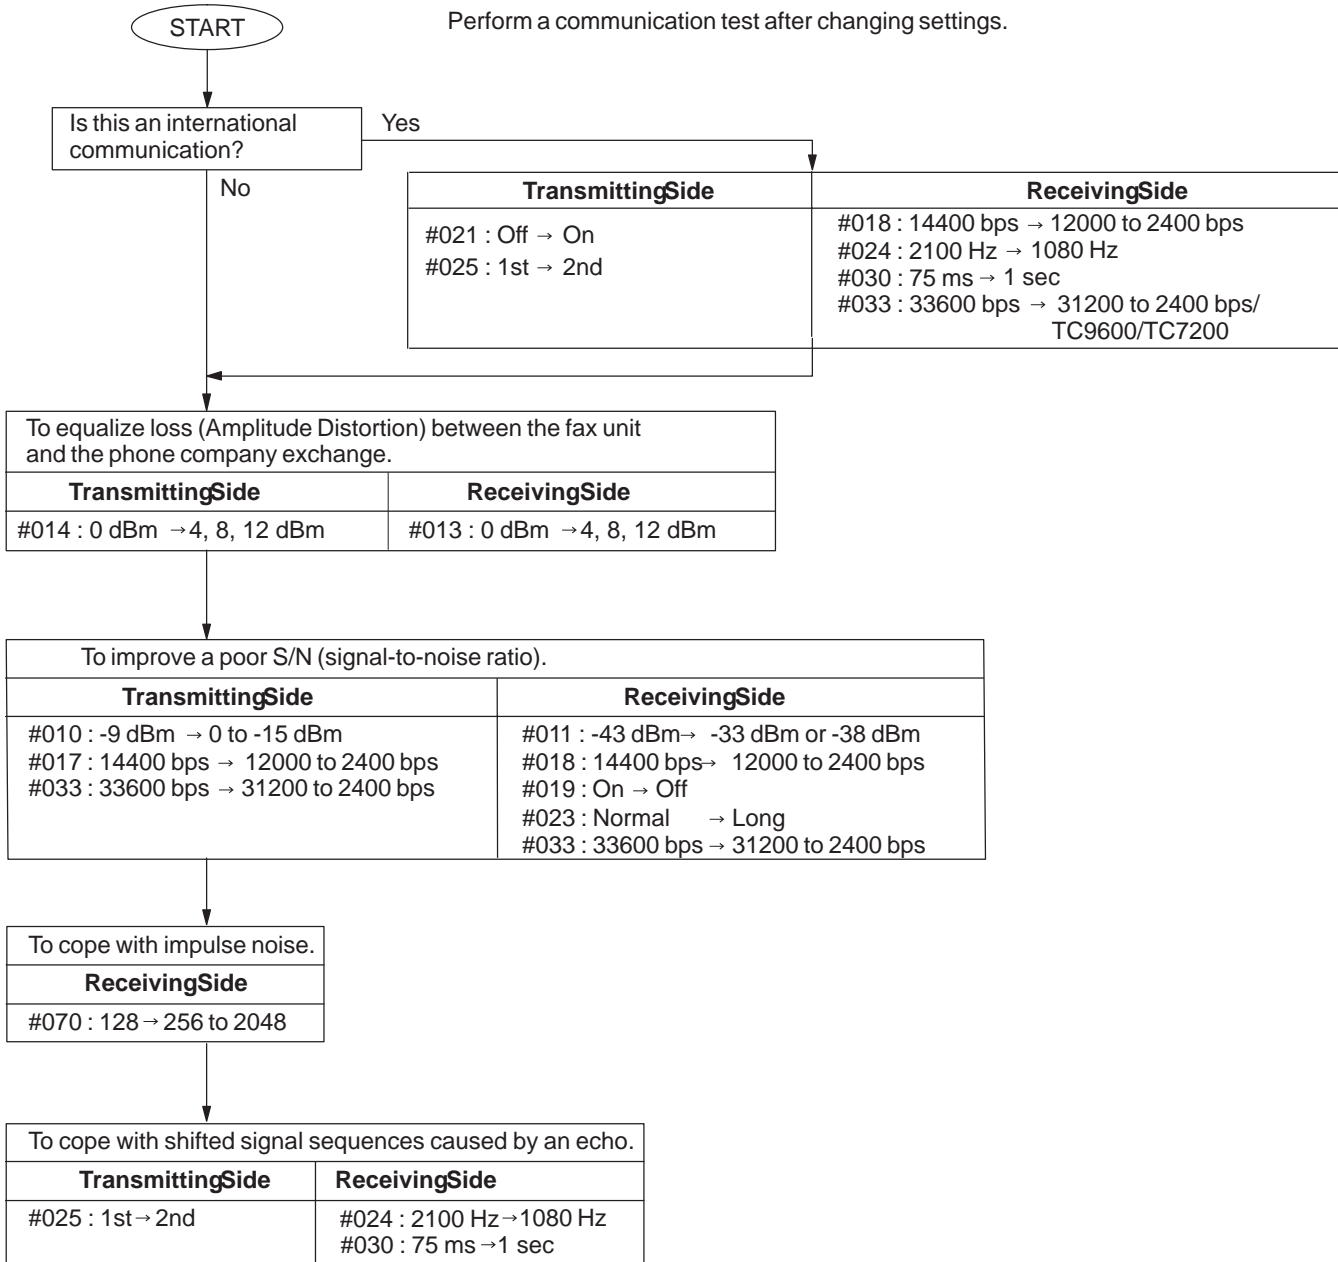 START
Perform a communication test after changing settings.
Is this an international
communication?
Yes
No
TransmittingSide
ReceivingSide
#021 : Off → On
#025 : 1st → 2nd
#018 : 14400 bps → 12000 to 2400 bps
#024 : 2100 Hz → 1080 Hz
#030 : 75 ms → 1 sec
#033 : 33600 bps → 31200 to 2400 bps/
TC9600/TC7200
To equalize loss (Amplitude Distortion) between the fax unit
and the phone company exchange.
TransmittingSide
ReceivingSide
#014 : 0 dBm → 4, 8, 12 dBm
#013 : 0 dBm → 4, 8, 12 dBm
To improve a poor S/N (signal-to-noise ratio).
TransmittingSide
ReceivingSide
#010 : -9 dBm → 0 to -15 dBm
#017 : 14400 bps → 12000 to 2400 bps
#033 : 33600 bps → 31200 to 2400 bps
#011 : -43 dBm → -33 dBm or -38 dBm
#018 : 14400 bps → 12000 to 2400 bps
#019 : On → Off
#023 : Normal → Long
#033 : 33600 bps → 31200 to 2400 bps
To cope with impulse noise.
ReceivingSide
#070 : 128 → 256 to 2048
To cope with shifted signal sequences caused by an echo.
TransmittingSide
ReceivingSide
#025 : 1st → 2nd
#024 : 2100 Hz → 1080 Hz
#030 : 75 ms → 1 sec